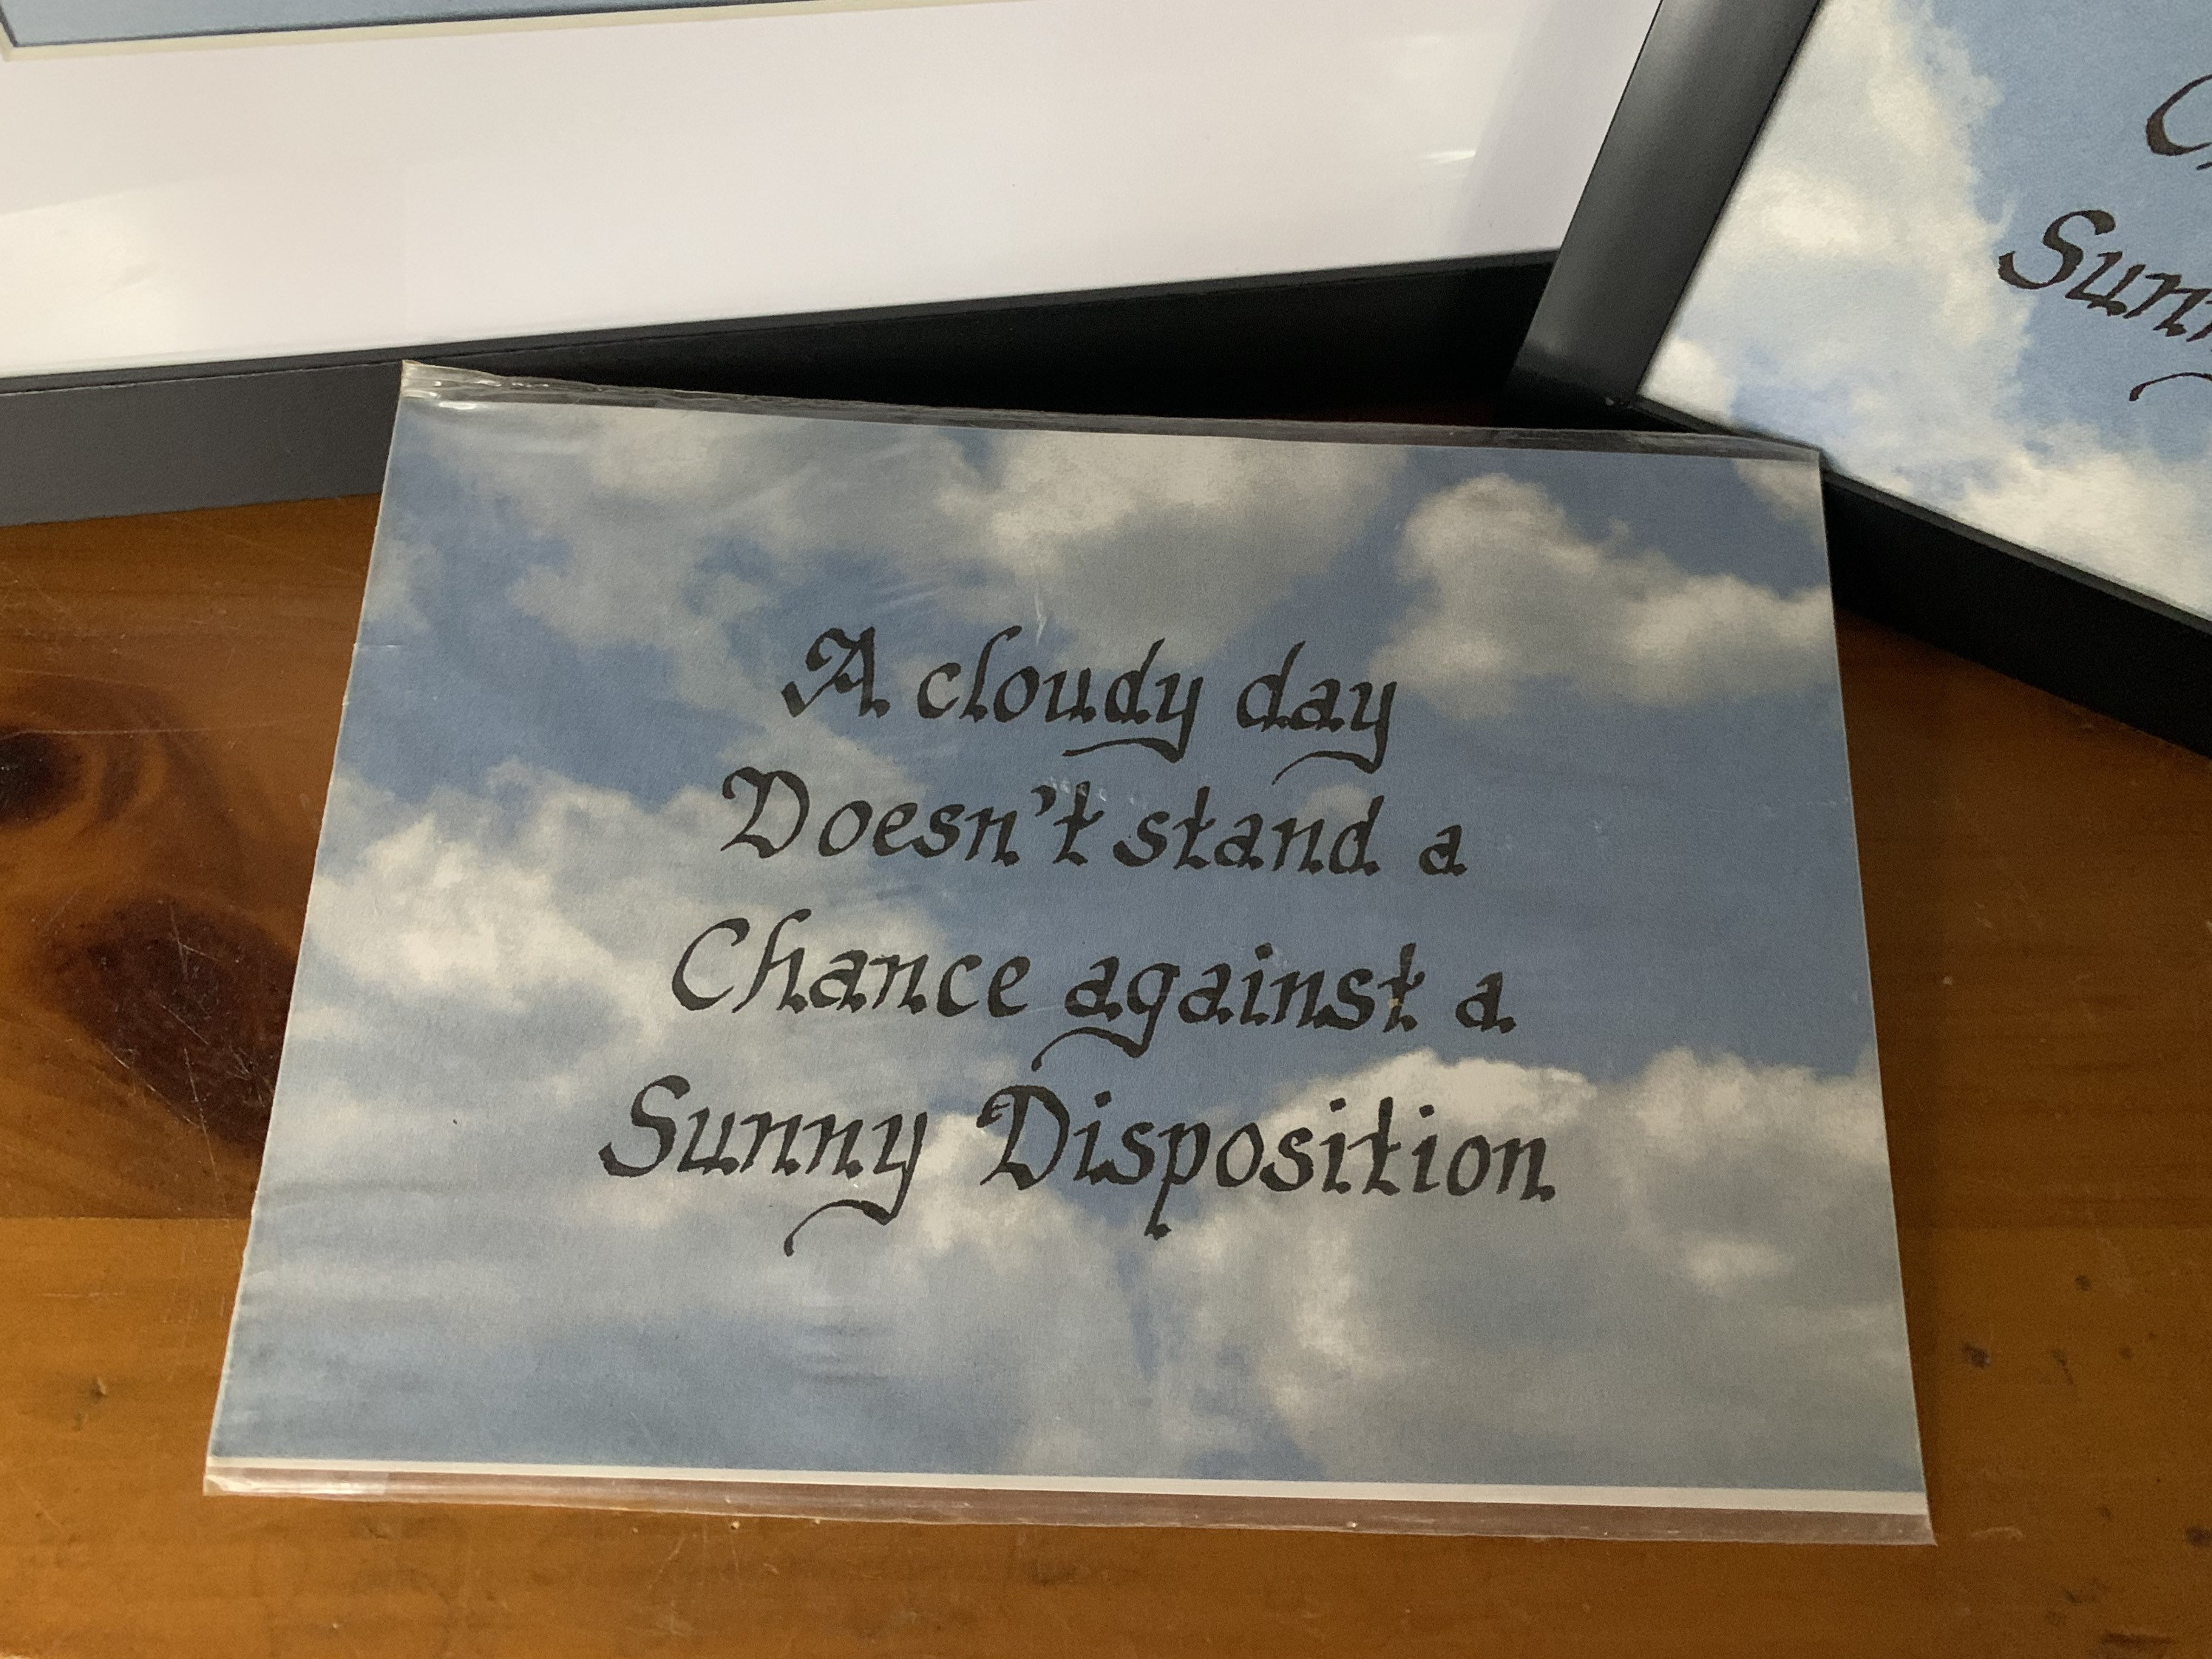 A cloudy day
Doesn't stand a
Chance against a
Sunny Disposition